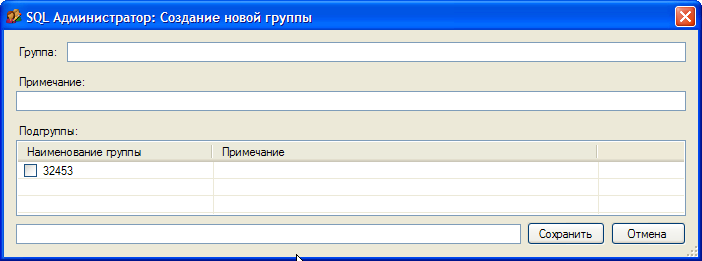 SQL Администратор: Создание новой группы
Группа:
Примечание:
Подгруппы:
Наименование группы Примечание
32453
Сохранить Отмена